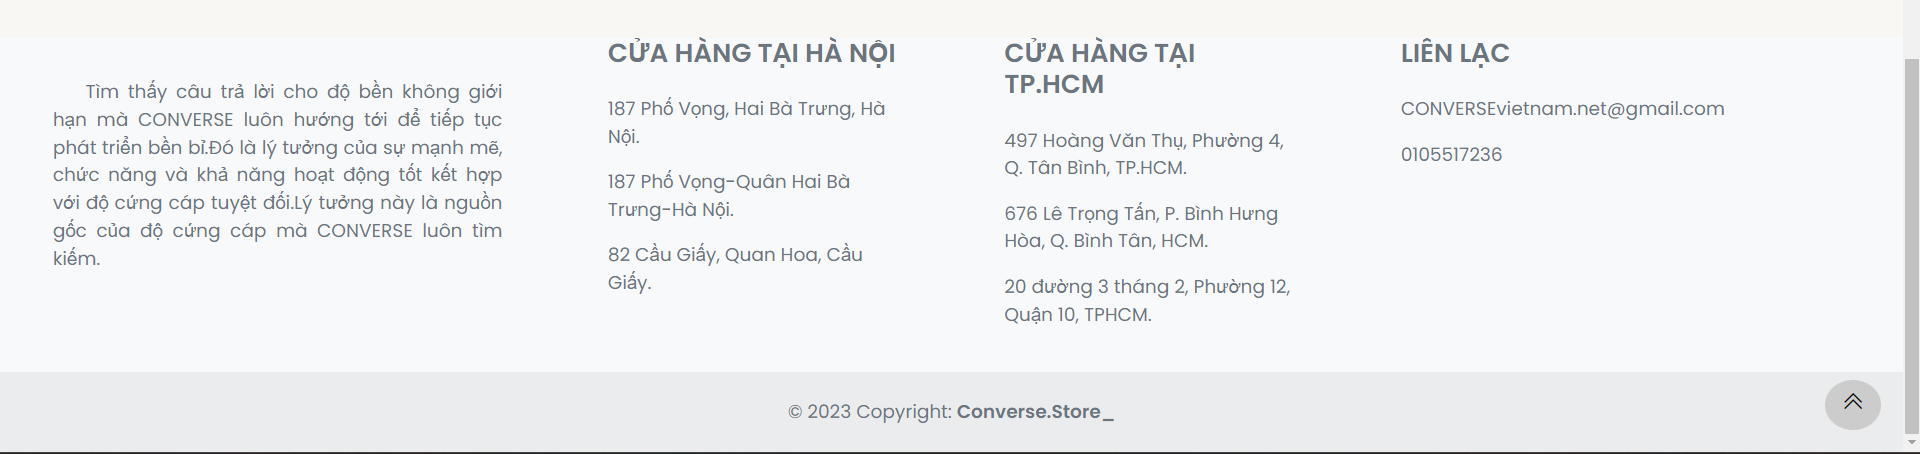 Tìm thấy câu trả lời cho độ bền không giới
hạn mà CONVERSE luôn hướng tới để tiếp tục
phát triển bền bỉ.Đó là lý tưởng của sự mạnh mẽ,
chức năng và khả năng hoạt động tốt kết hợp
với độ cứng cáp tuyệt đối.Lý tưởng này là nguồn
gốc của độ cứng cáp mà CONVERSE luôn tìm
kiếm.
CỬA HÀNG TẠI HÀ NỘI
187 Phố Vọng, Hai Bà Trưng, Hà
Nội.
187 Phố Vọng-Quân Hai Bà
Trưng-Hà Nội.
82 Cầu Giấy, Quan Hoa, Cầu
Giấy.
CỬA HÀNG TẠI
TP.HCM
497 Hoàng Văn Thụ, Phường 4,
Q. Tân Bình, TP.HCM.
676 Lê Trọng Tấn, P. Bình Hưng
Hòa, Q. Bình Tân, HCM.
20 đường 3 tháng 2, Phường 12,
Quận 10, TPHCM.
LIÊN LẠC
CONVERSEvietnam.net@gmail.com
0105517236
© 2023 Copyright: Converse.Store_